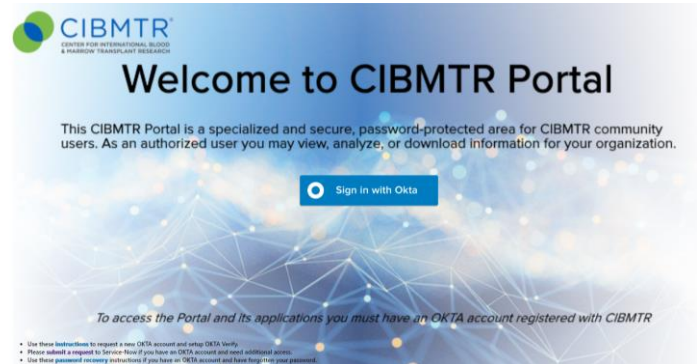 CIBMTR®
CENTER FOR INTERNATIONAL BLOOD
& MARROW TRANSPLANT RESEARCH
Welcome to CIBMTR Portal
This CIBMTR Portal is a specialized and secure, password-protected area for CIBMTR community
users. As an authorized user you may view, analyze, or download information for your organization.
Sign in with Okta
To access the Portal and its applications you must have an OKTA account registered with CIBMTR
• Use these instructions to request a new OKTA account and setup OKTA Verify.
• Please submit a request to Service-Now if you have an OKTA account and need additional access.
• Use these password recovery instructions if you have an OKTA account and have forgotten your password.